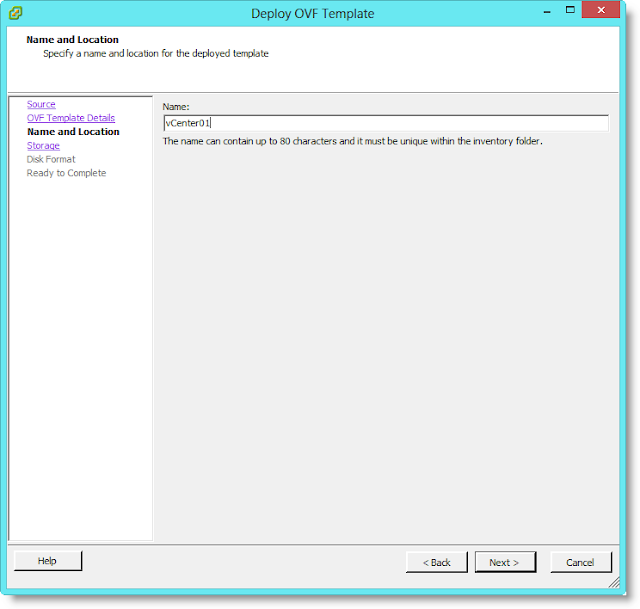 Deploy OVF Template
Name and Location
Specify a name and location for the deployed template
Source
OVF Template Details
Name and Location
Storage
Disk Format
Ready to Complete
Name:
vCenter01
The name can contain up to 80 characters and it must be unique within the inventory folder.
Help
< Back
Next >
Cancel